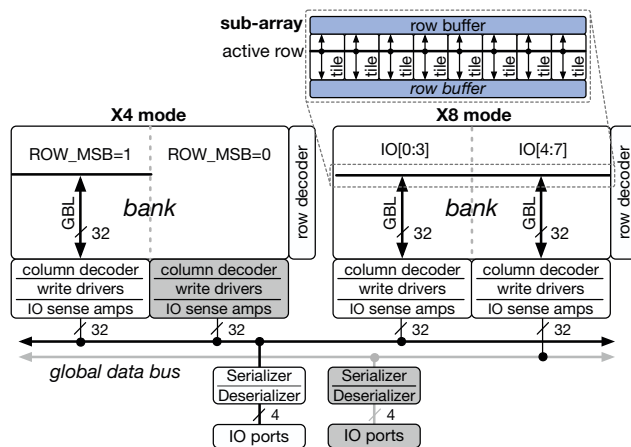 sub-array
row buffer
active row
tile tile tile tile tile tile tile tile
row buffer
X4 mode
X8 mode
ROW_MSB=1
ROW_MSB=0
row decoder
IO[0:3]
IO[4:7]
row decoder
GBL
bank
32
GBL
bank
GBL
32
32
column decoder
write drivers
IO sense amps
column decoder
write drivers
IO sense amps
column decoder
write drivers
IO sense amps
column decoder
write drivers
IO sense amps
32
32
32
32
global data bus
Serializer
Deserializer
Serializer
Deserializer
4
4
IO ports
IO ports